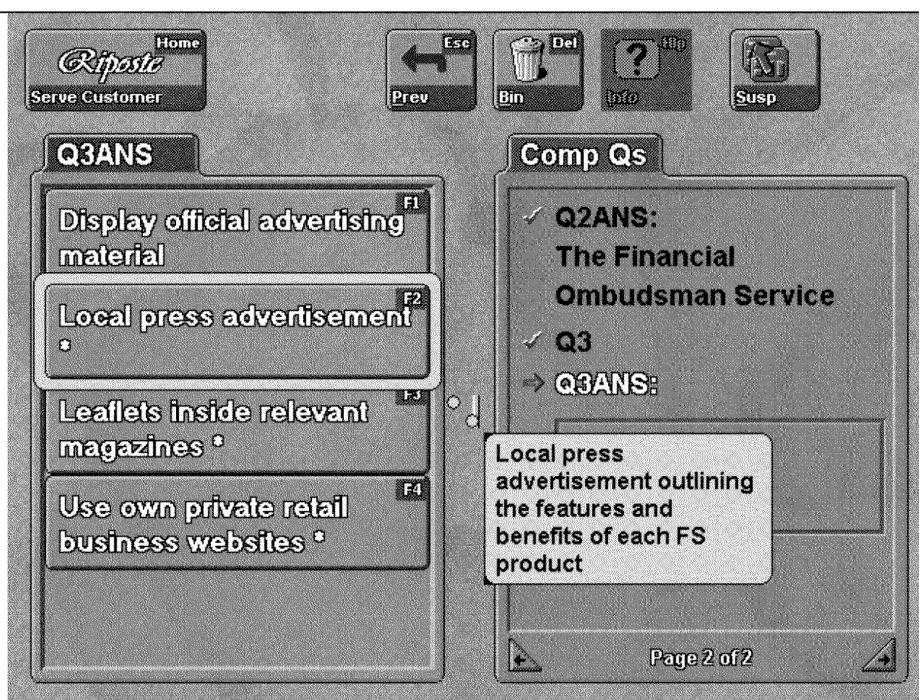 Home
Riposte
Serve Customer
Esc
Prev
Del
Bin
Hlp
Info
Susp
Q3ANS
F1
Display official advertising
material
F2
Local press advertisement
*
F3
Leaflets inside relevant
magazines *
F4
Use own private retail
business websites *
Comp Qs
Q2ANS:
The Financial
Ombudsman Service
Q3
Q3ANS:
Local press
advertisement outlining
the features and
benefits of each FS
product
Page 2 of 2